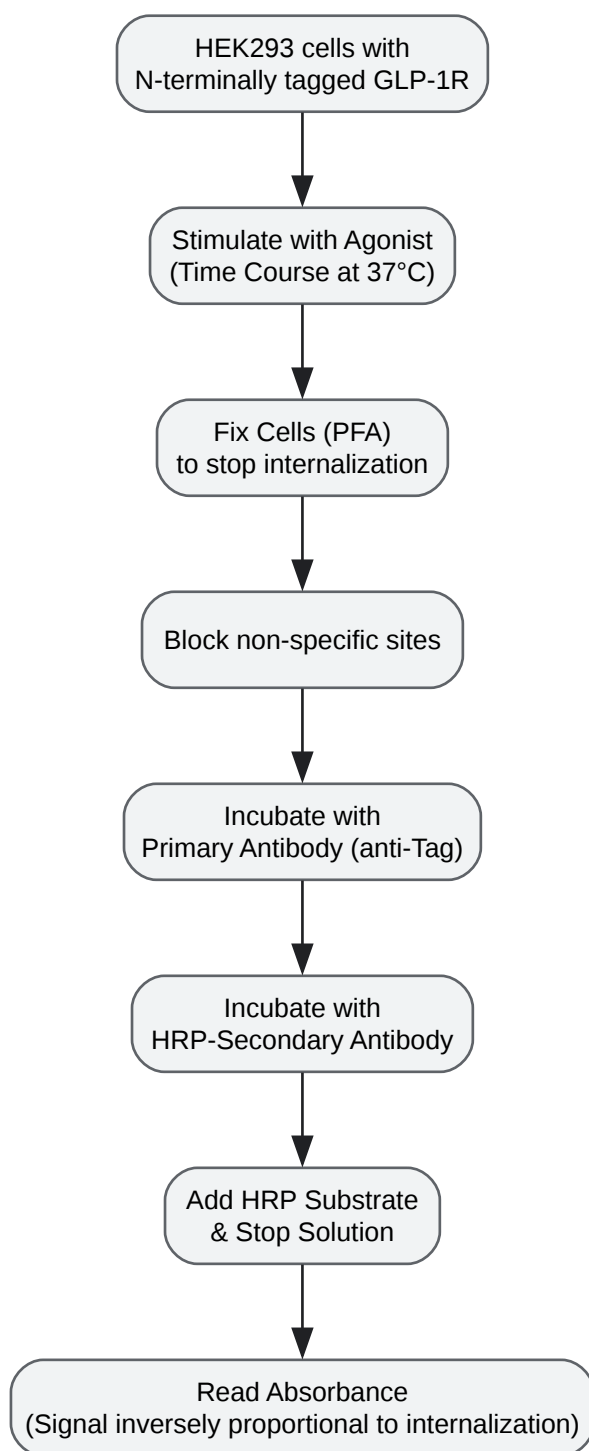 HEK293 cells with
N-terminally tagged GLP-1R
Stimulate with Agonist
(Time Course at 37°C)
Fix Cells (PFA)
to stop internalization
Block non-specific sites
Incubate with
Primary Antibody (anti-Tag)
Incubate with
HRP-Secondary Antibody
Add HRP Substrate
& Stop Solution
Read Absorbance
(Signal inversely proportional to internalization)